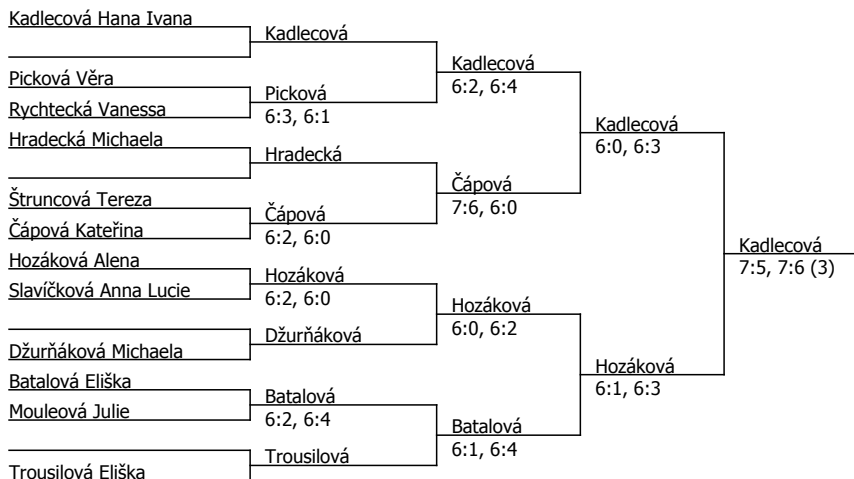 Kadlecová Hana Ivana
Kadlecová
Kadlecová
6:2, 6:4
Picková Věra
Picková
6:3, 6:1
Rychtecká Vanessa
Kadlecová
6:0, 6:3
Hradecká Michaela
Hradecká
Čápová
7:6, 6:0
Štruncová Tereza
Čápová
6:2, 6:0
Čápová Kateřina
Kadlecová
7:5, 7:6 (3)
Hozáková Alena
Hozáková
6:2, 6:0
Slavíčková Anna Lucie
Hozáková
6:0, 6:2
Džurňáková
Džurňáková Michaela
Hozáková
6:1, 6:3
Batalová Eliška
Batalová
6:2, 6:4
Mouleová Julie
Batalová
6:1, 6:4
Trousilová
Trousilová Eliška